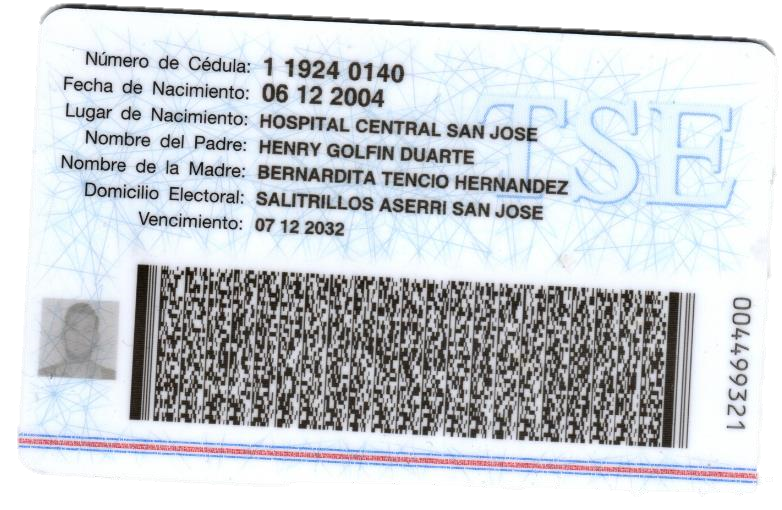 Número de Cédula: 1 1924 0140
Fecha de Nacimiento: 06 12 2004
Lugar de Nacimiento: HOSPITAL CENTRAL SAN JOSE
Nombre del Padre: HENRY GOLFIN DUARTE
Nombre de la Madre: BERNARDITA TENCIO HERNANDEZ
Domicilio Electoral: SALITRILLOS ASERRI SAN JOSE
Vencimiento: 07 12 2032
TSE
004499321